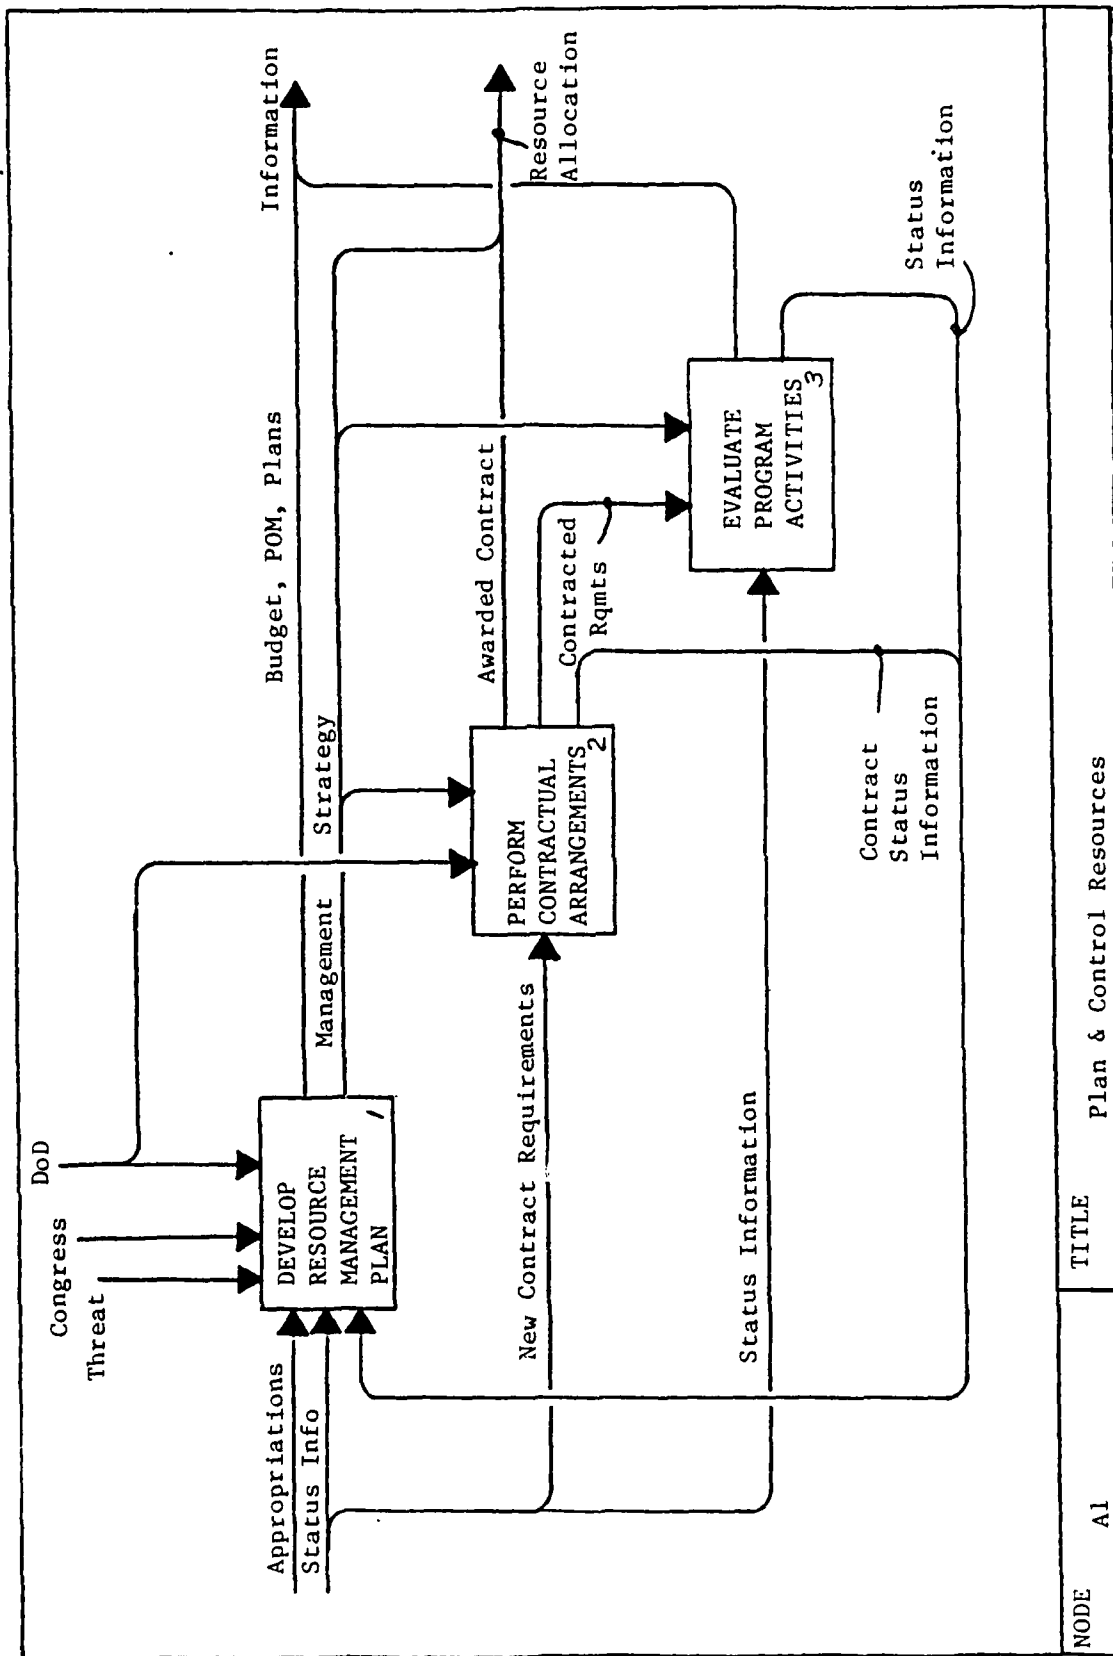 DoD
Congress
Threat
Appropriations
Status Info
DEVELOP
RESOURCE
MANAGEMENT
PLAN
1
Management Strategy
Budget, POM, Plans
Information
New Contract Requirements
PERFORM
CONTRACTUAL
ARRANGEMENTS
2
Awarded Contract
Resource
Allocation
Contracted
Rqmts
Status Information
EVALUATE
PROGRAM
ACTIVITIES
3
Contract
Status
Information
Status
Information
NODE
A1
TITLE
Plan & Control Resources